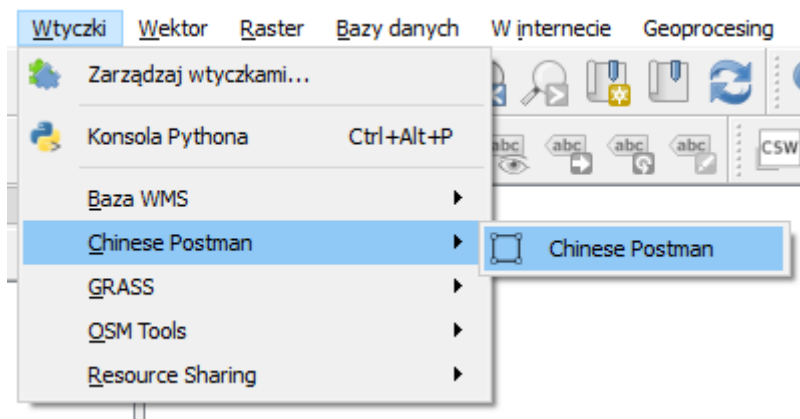 Wtyczki Wektor Raster Bazy danych W internecie Geoprocesing
Zarządzaj wtyczkami...
Konsola Pythona Ctrl+Alt+P
abc abc abc abc CSW
Baza WMS
Chinese Postman Chinese Postman
GRASS
OSM Tools
Resource Sharing